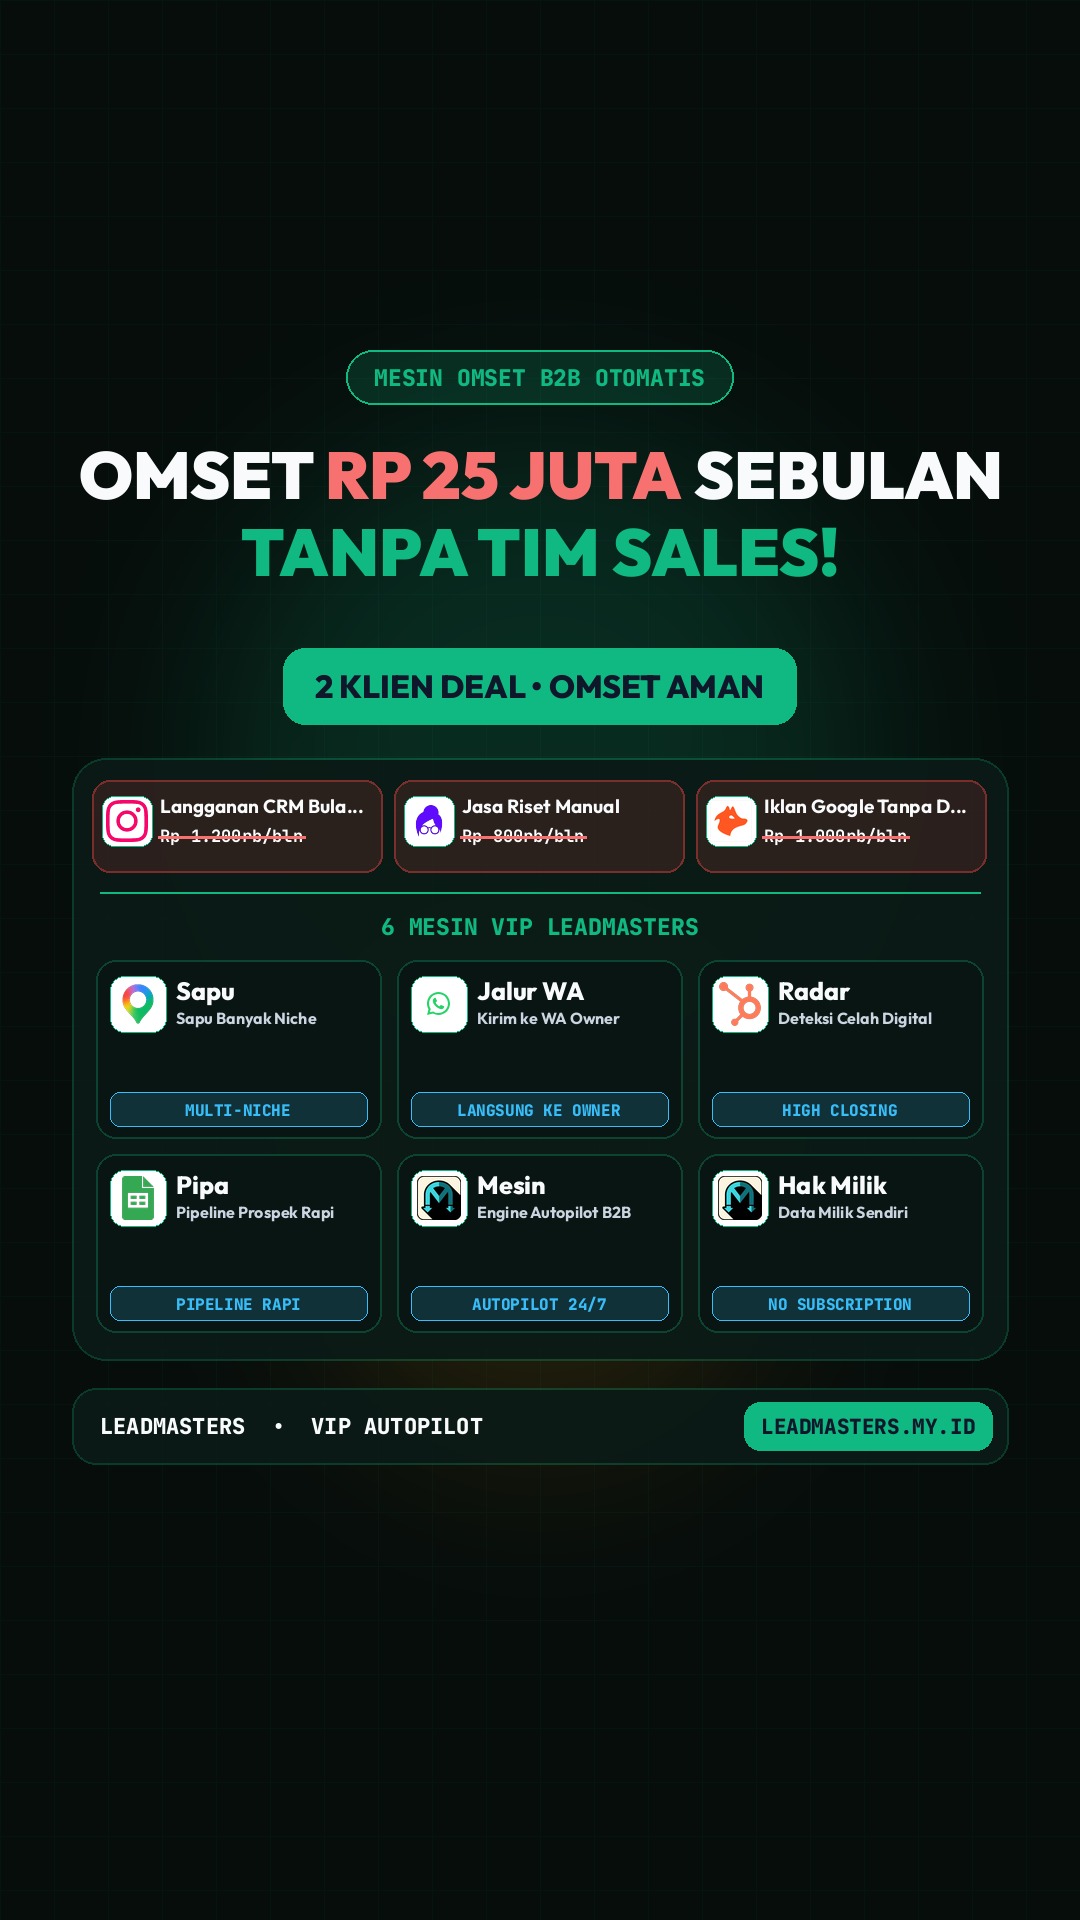 MESIN OMSET B2B OTOMATIS
OMSET RP 25 JUTA SEBULAN
TANPA TIM SALES!
2 KLIEN DEAL • OMSET AMAN
Langganan CRM Bula...
Rp 1.200rb/bln
Jasa Riset Manual
Rp 800rb/bln
Iklan Google Tanpa D...
Rp 1.000rb/bln
6 MESIN VIP LEADMASTERS
Sapu
Sapu Banyak Niche
MULTI-NICHE
Jalur WA
Kirim ke WA Owner
LANGSUNG KE OWNER
Radar
Deteksi Celah Digital
HIGH CLOSING
Pipa
Pipeline Prospek Rapi
PIPELINE RAPI
Mesin
Engine Autopilot B2B
AUTOPILOT 24/7
Hak Milik
Data Milik Sendiri
NO SUBSCRIPTION
LEADMASTERS • VIP AUTOPILOT
LEADMASTERS.MY.ID